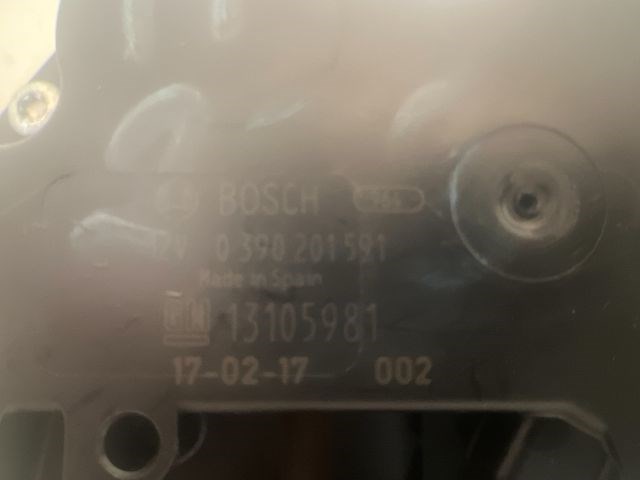 BOSCH
12V 0 390 201 591
Made in Spain
GM 13105981
17-02-17 002